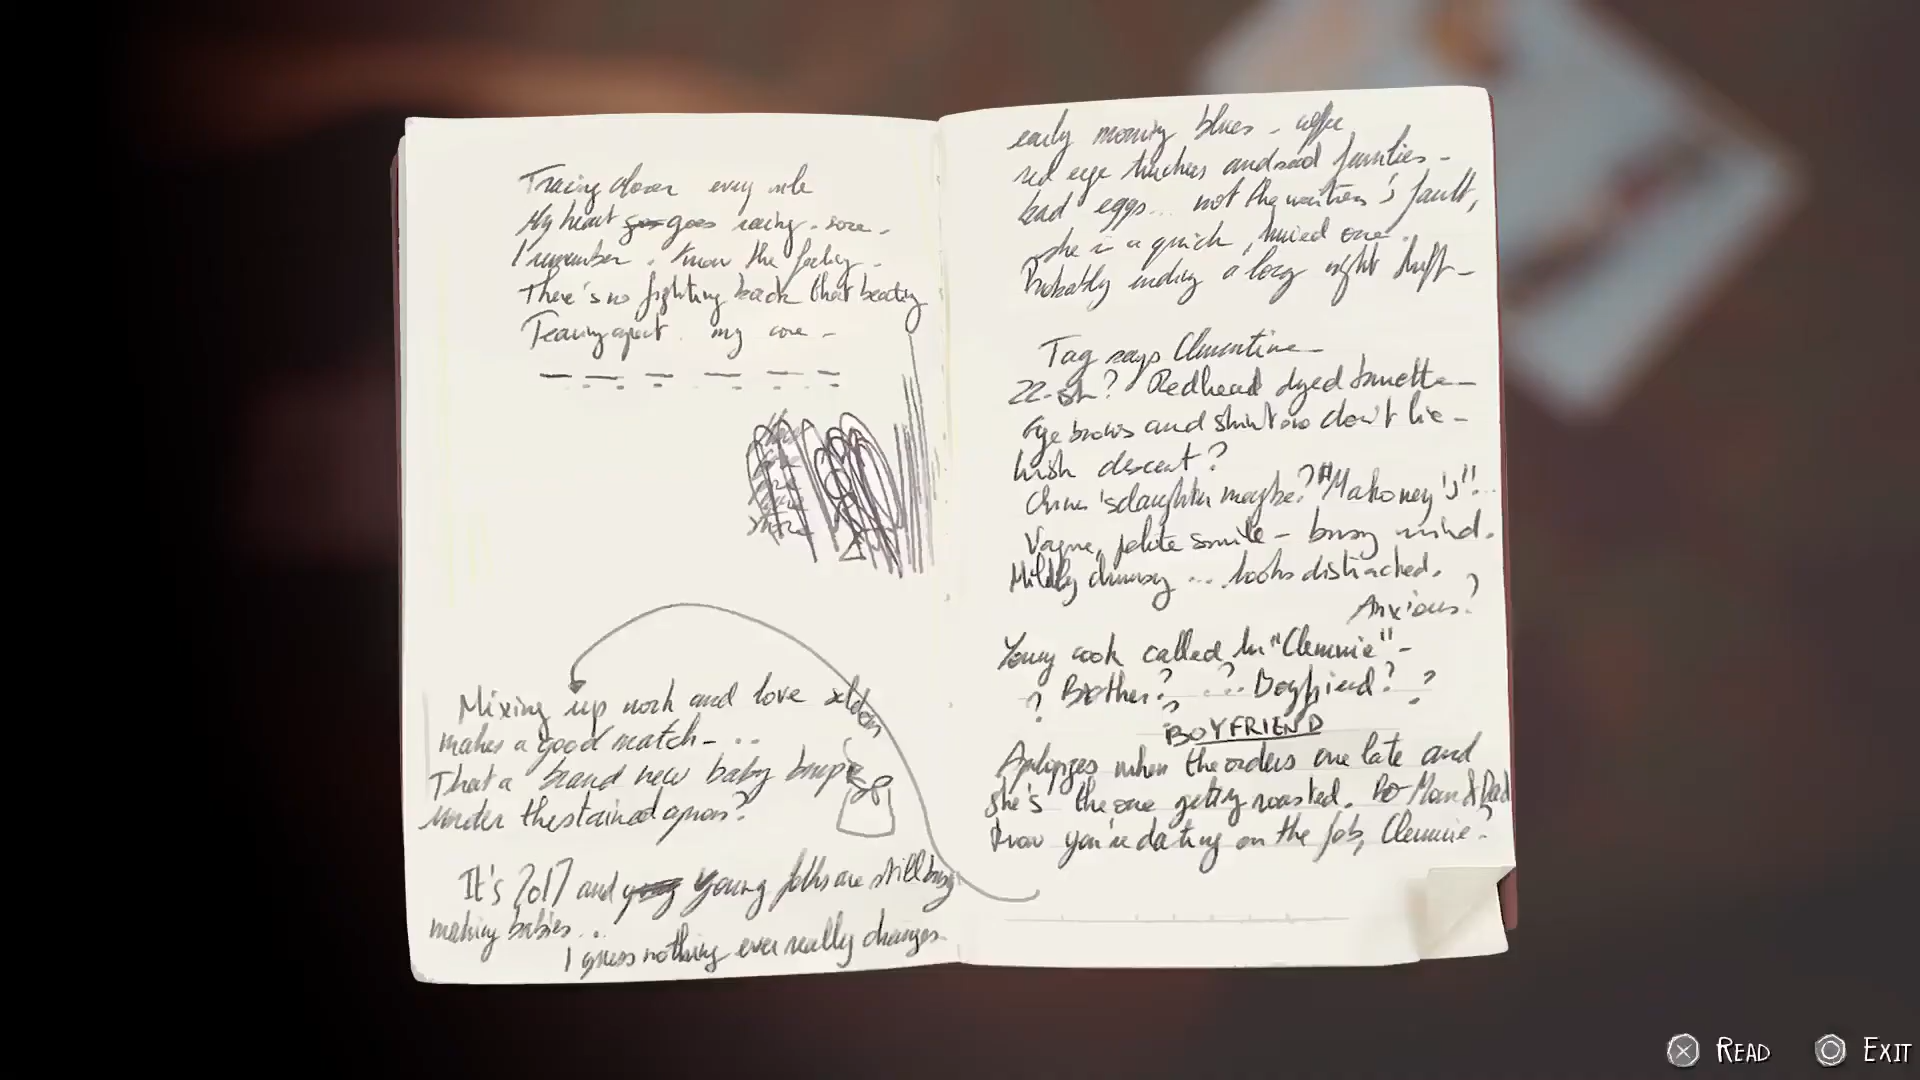 Tracing closer every mile
My heart goes goes racing. sore.
I remember. Know the feeling.
There's no fighting back that beating
Tearing apart my core -
Mixing up work and love seldom
makes a good match - ...
That a brand new baby bump
under the stained apron?
It's 2017 and young young folks are still busy
making babies...
I guess nothing ever really changes.
early morning blues - coffee
red eye truckers and sad families -
bad eggs... not the waitress's fault,
she is a quick, one.
Probably ending a long night shift -
Tag says Clementine -
22-ish? Redhead dyed brunette -
Eye brows and skin tone don't lie -
Irish descent?
Owner's daughter maybe? "Mahoney's"...
Vague, polite smile - busy mind.
Mildly clumsy ... looks distracted.
Anxious?
Young cook called her "Clemmie" -
? Brother? ...? Boyfriend? ?
BOYFRIEND
Apologizes when the orders are late and
she's the one getting roasted. Do Mom & Dad
know you're dating on the job, Clemmie?
READ
EXIT